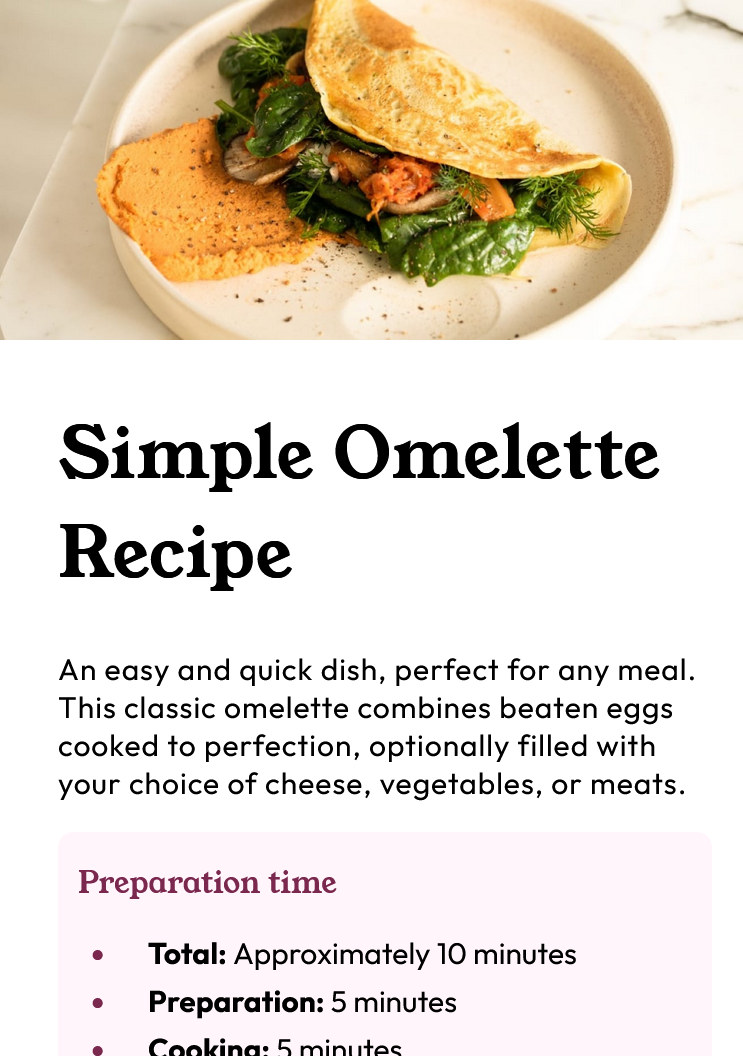 Simple Omelette
Recipe
An easy and quick dish, perfect for any meal.
This classic omelette combines beaten eggs
cooked to perfection, optionally filled with
your choice of cheese, vegetables, or meats.
Preparation time
• Total: Approximately 10 minutes
• Preparation: 5 minutes
• Cooking: 5 minutes